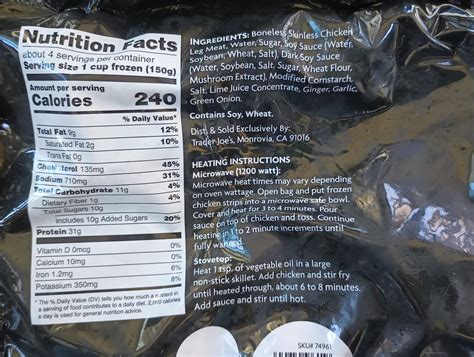 Nutrition Facts
about 4 servings per container
Serving size 1 cup frozen (150g)
Amount per serving
Calories 240
% Daily Value*
Total Fat 9g 12%
Saturated Fat 2g 10%
Trans Fat 0g
Cholesterol 135mg 45%
Sodium 710mg 31%
Total Carbohydrate 11g 4%
Dietary Fiber 1g 4%
Total Sugars 10g
Includes 10g Added Sugars 20%
Protein 31g
Vitamin D 0mcg 0%
Calcium 10mg 0%
Iron 1.2mg 6%
Potassium 350mg 8%
* The % Daily Value (DV) tells you how much a nutrient in
a serving of food contributes to a daily diet. 2,000 calories
a day is used for general nutrition advice.
INGREDIENTS: Boneless Skinless Chicken
Leg Meat, Water, Sugar, Soy Sauce (Water,
Soybean, Wheat, Salt), Dark Soy Sauce
(Water, Soybean, Salt, Sugar, Wheat Flour,
Mushroom Extract), Modified Cornstarch,
Salt, Lime Juice Concentrate, Ginger, Garlic,
Green Onion.
Contains Soy, Wheat.
Dist. & Sold Exclusively By:
Trader Joe's, Monrovia, CA 91016
HEATING INSTRUCTIONS
Microwave (1200 watt):
Microwave heat times may vary depending
on oven wattage. Open bag and put frozen
chicken strips into a microwave safe bowl.
Cover and heat for 3 to 4 minutes. Pour
sauce on top of chicken and toss. Continue
heating in 1 to 2 minute increments until
fully warmed.
Stovetop:
Heat 1 tsp. of vegetable oil in a large
non-stick skillet. Add chicken and stir fry
until heated through, about 6 to 8 minutes.
Add sauce and stir until hot.
SKU# 74961